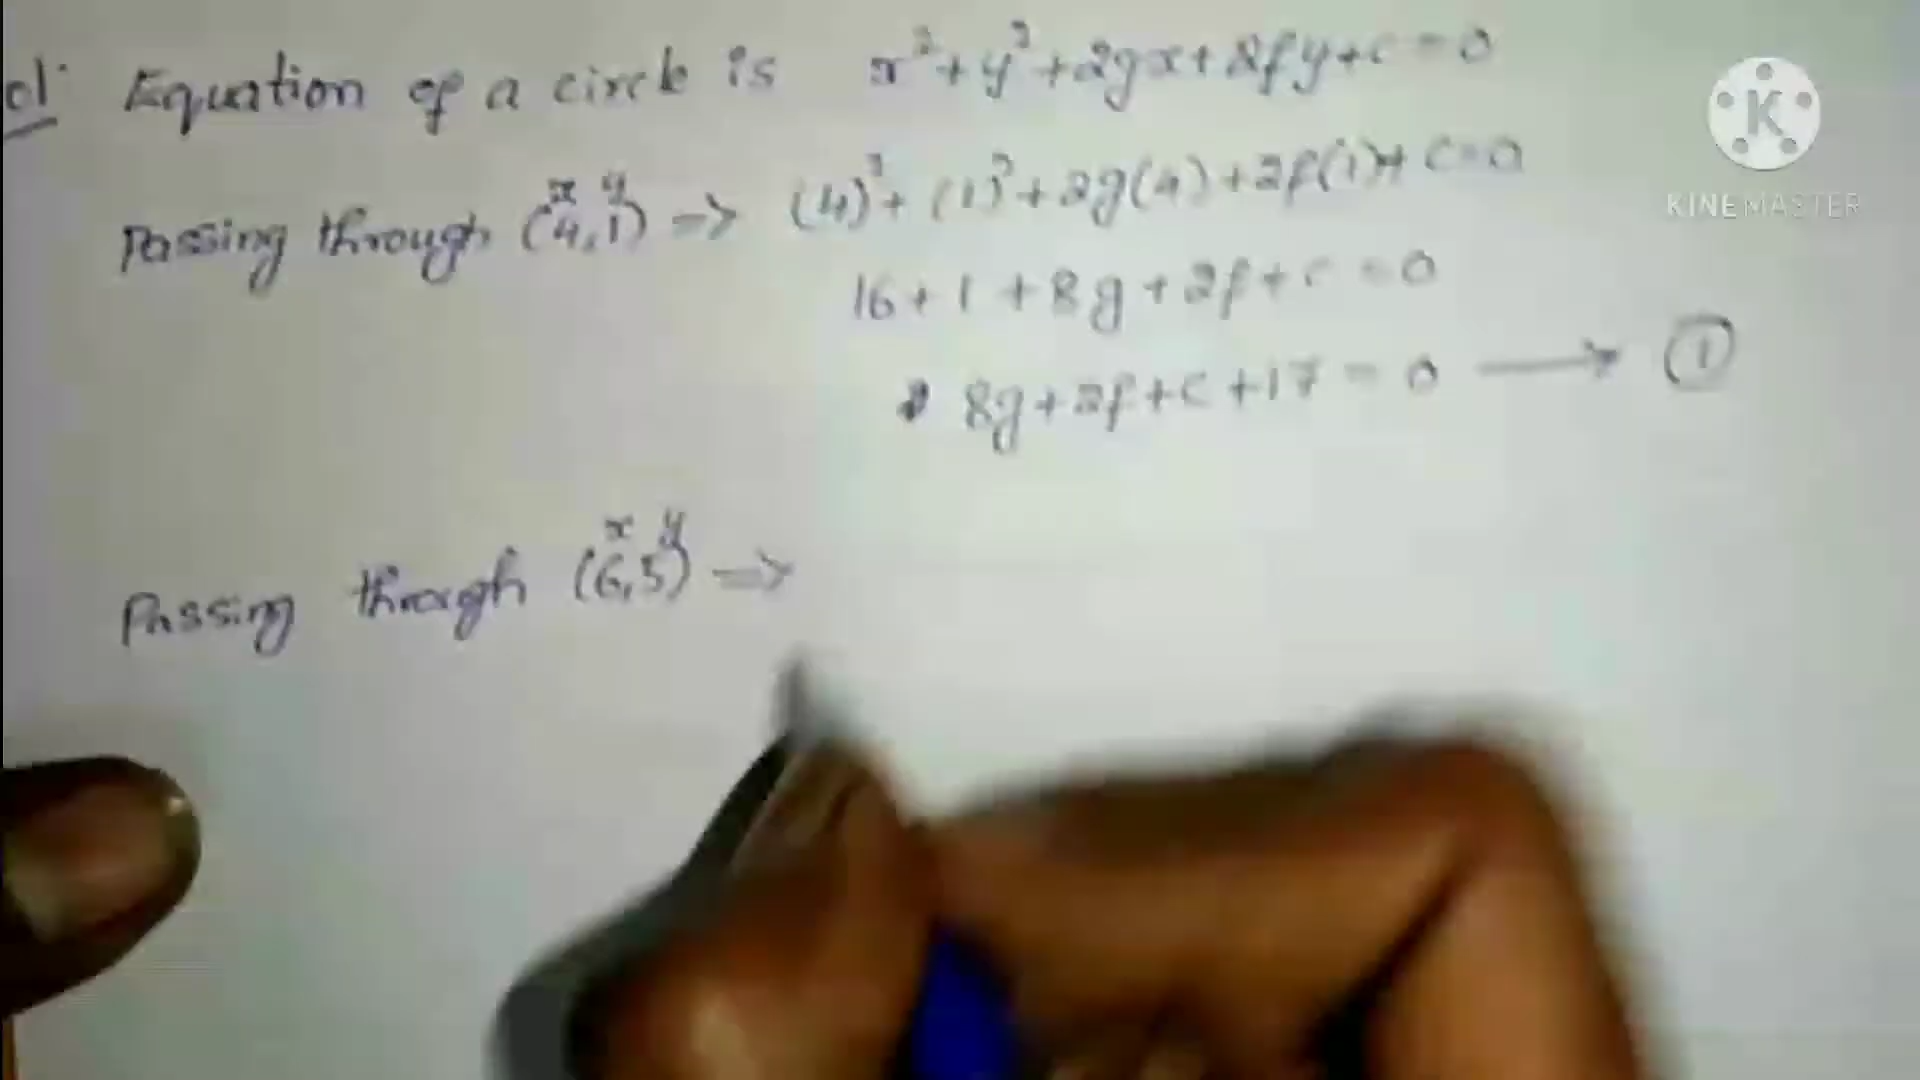 ol:
Equation of a circle is x²+y²+2gx+2fy+c=0
Passing through (4,1) => (4)²+(1)²+2g(4)+2f(1)+c=0
x y
16+1+8g+2f+c=0
8g+2f+c+17=0 → ①
x y
Passing through (6,5) =>
K
KINEMASTER